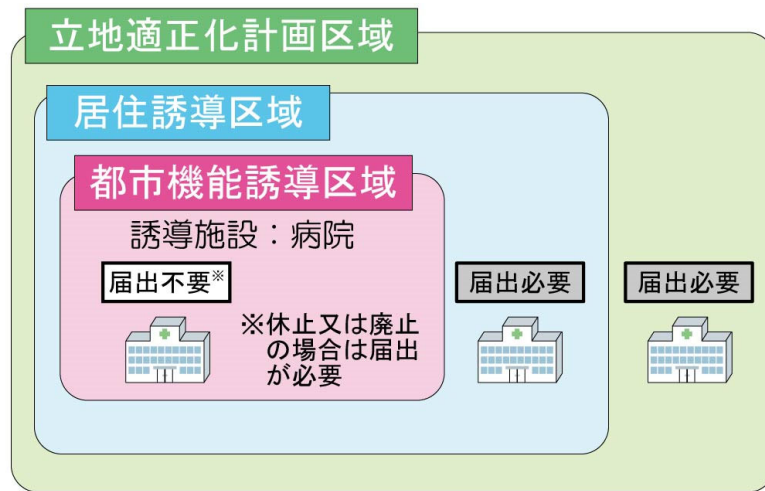 立地適正化計画区域
居住誘導区域
都市機能誘導区域
誘導施設：病院
届出不要※
※休止又は廃止
の場合は届出
が必要
届出必要
届出必要